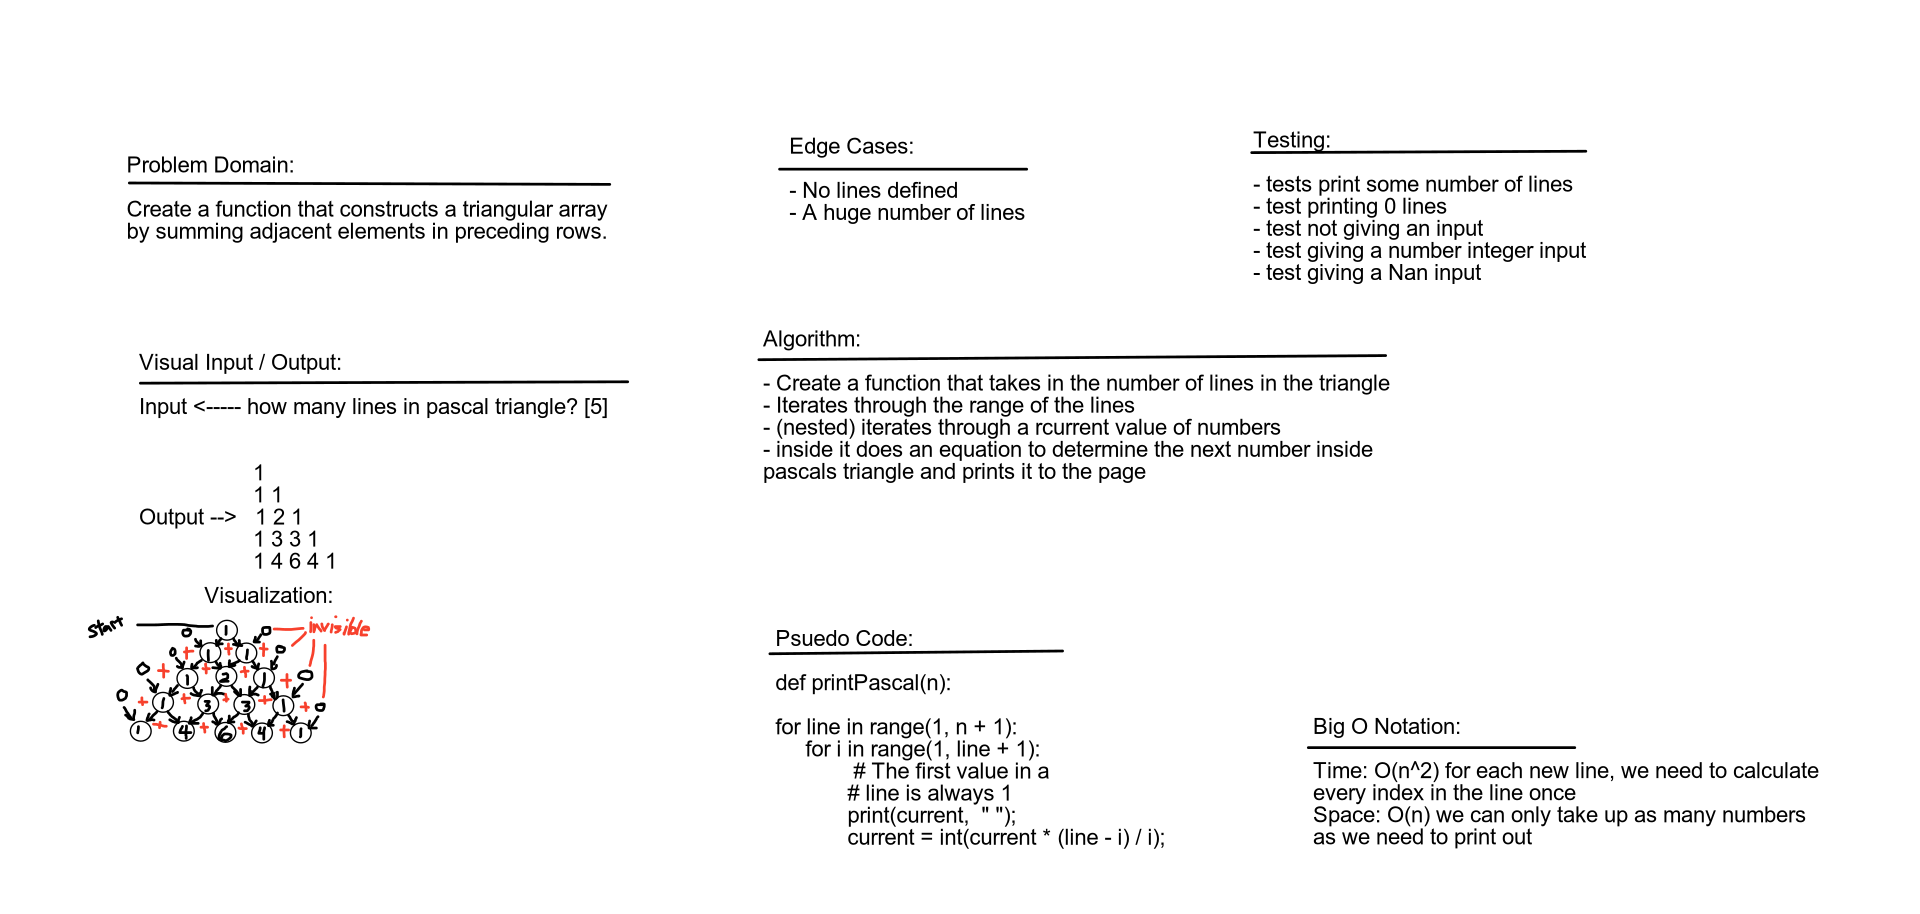 Problem Domain:
Create a function that constructs a triangular array
by summing adjacent elements in preceding rows.
Visual Input / Output:
Input <----- how many lines in pascal triangle? [5]
1
1 1
Output --> 1 2 1
1 3 3 1
1 4 6 4 1
Visualization:
start 0 1 0 invisible
0 + 1 + 1 + 0
0 + 1 + 2 + 1 + 0
0 + 1 + 3 + 3 + 1 + 0
1 + 4 + 6 + 4 + 1
Edge Cases:
- No lines defined
- A huge number of lines
Testing:
- tests print some number of lines
- test printing 0 lines
- test not giving an input
- test giving a number integer input
- test giving a Nan input
Algorithm:
- Create a function that takes in the number of lines in the triangle
- Iterates through the range of the lines
- (nested) iterates through a rcurrent value of numbers
- inside it does an equation to determine the next number inside
pascals triangle and prints it to the page
Psuedo Code:
def printPascal(n):
for line in range(1, n + 1):
for i in range(1, line + 1):
# The first value in a
# line is always 1
print(current, " ");
current = int(current * (line - i) / i);
Big O Notation:
Time: O(n^2) for each new line, we need to calculate
every index in the line once
Space: O(n) we can only take up as many numbers
as we need to print out